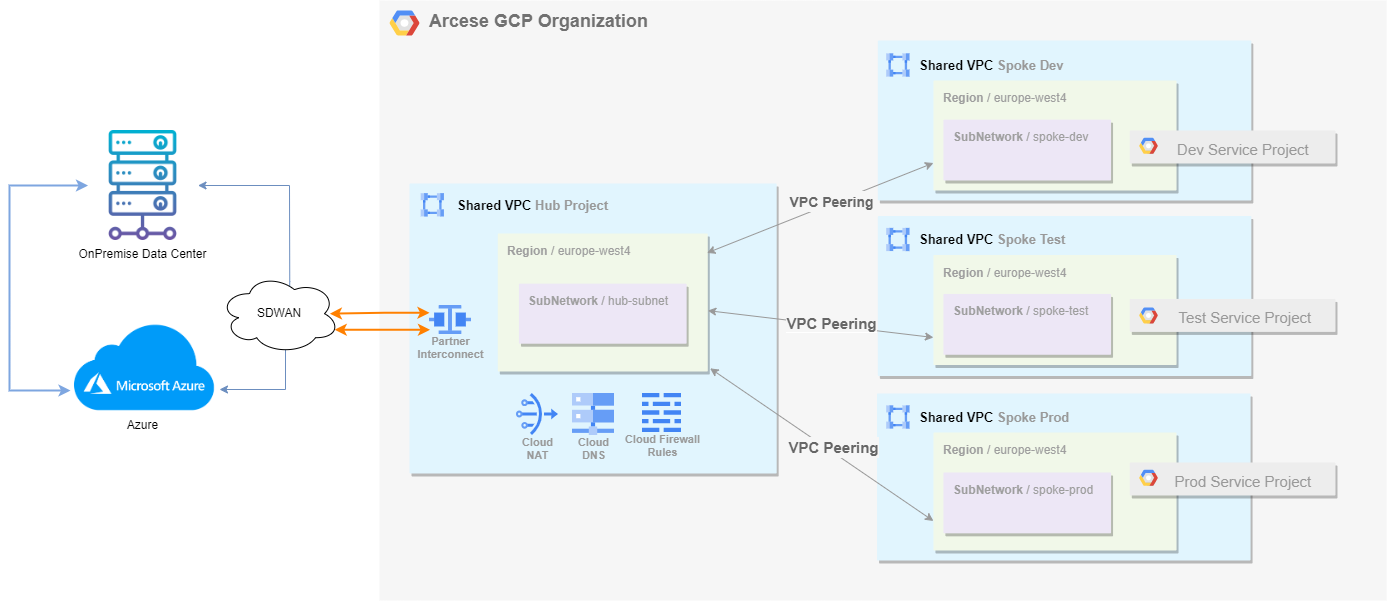 Arcese GCP Organization
Shared VPC Spoke Dev
Region / europe-west4
SubNetwork / spoke-dev
Dev Service Project
OnPremise Data Center
SDWAN
Microsoft Azure
Azure
Shared VPC Hub Project
Region / europe-west4
SubNetwork / hub-subnet
Partner
Interconnect
Cloud
NAT
Cloud
DNS
Cloud Firewall
Rules
VPC Peering
VPC Peering
VPC Peering
Shared VPC Spoke Test
Region / europe-west4
SubNetwork / spoke-test
Test Service Project
Shared VPC Spoke Prod
Region / europe-west4
SubNetwork / spoke-prod
Prod Service Project